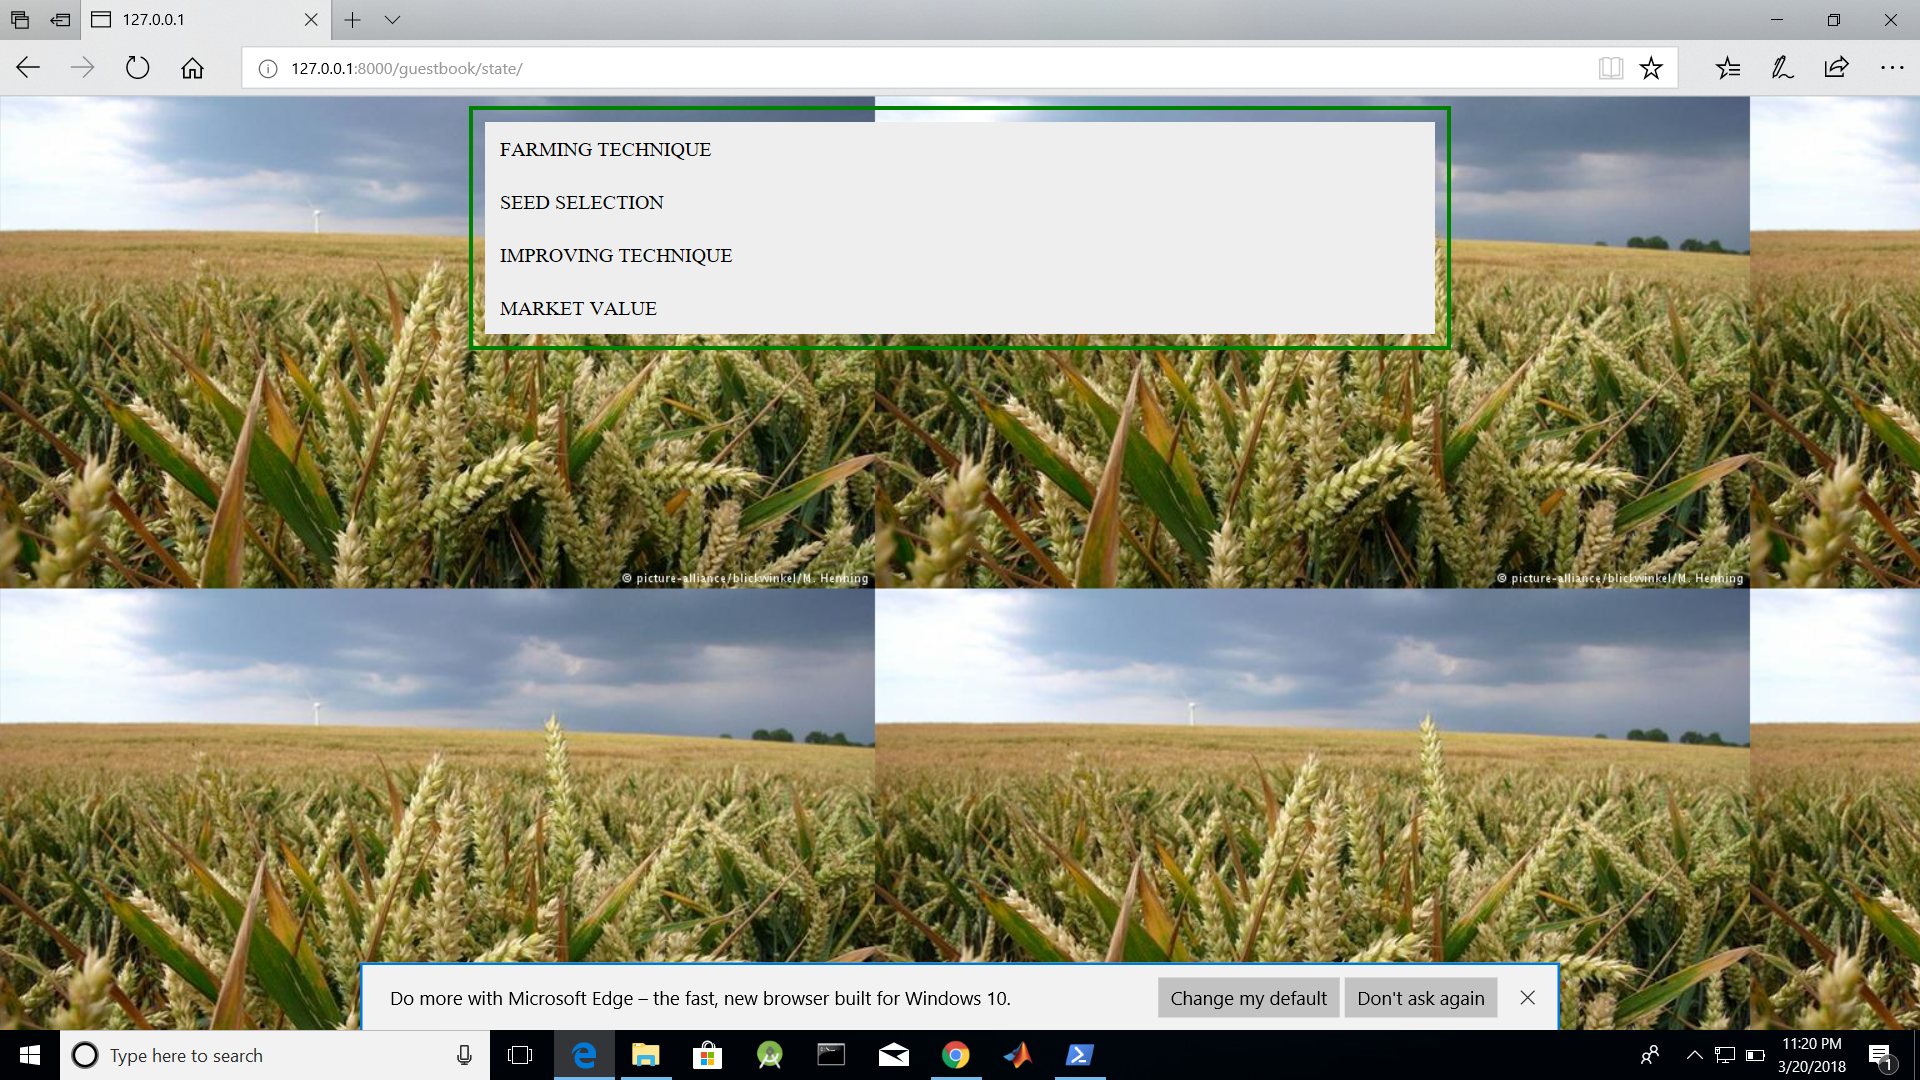 127.0.0.1
127.0.0.1:8000/guestbook/state/
FARMING TECHNIQUE
SEED SELECTION
IMPROVING TECHNIQUE
MARKET VALUE
© picture-alliance/blickwinkel/M. Henning
© picture-alliance/blickwinkel/M. Henning
Do more with Microsoft Edge – the fast, new browser built for Windows 10.
Change my default
Don't ask again
Type here to search
11:20 PM
3/20/2018
1